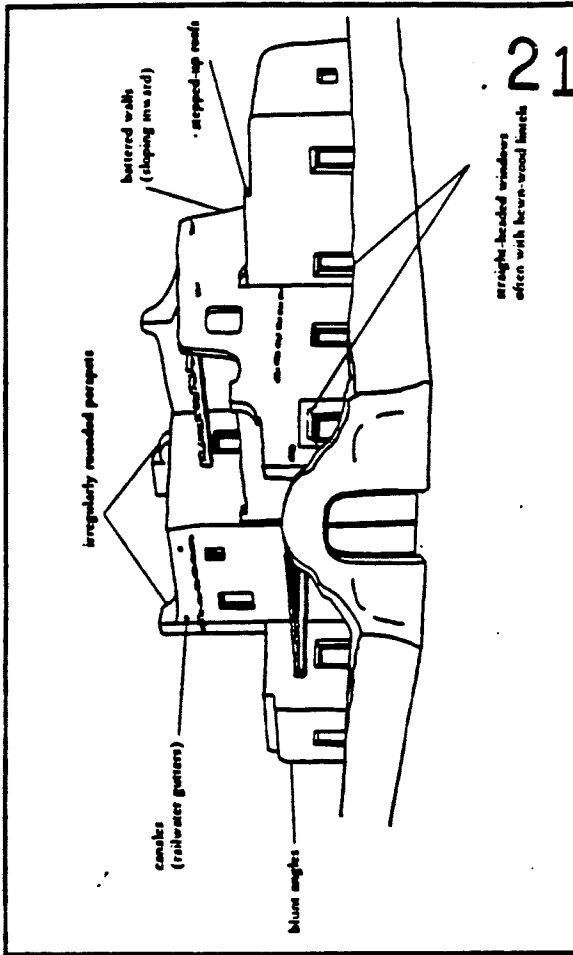 21
irregularly rounded parapets
battered walls
(sloping inward)
stepped-up roofs
canales
(railwater gutters)
blunt angles
straight-headed windows
often with hewn-wood lintels